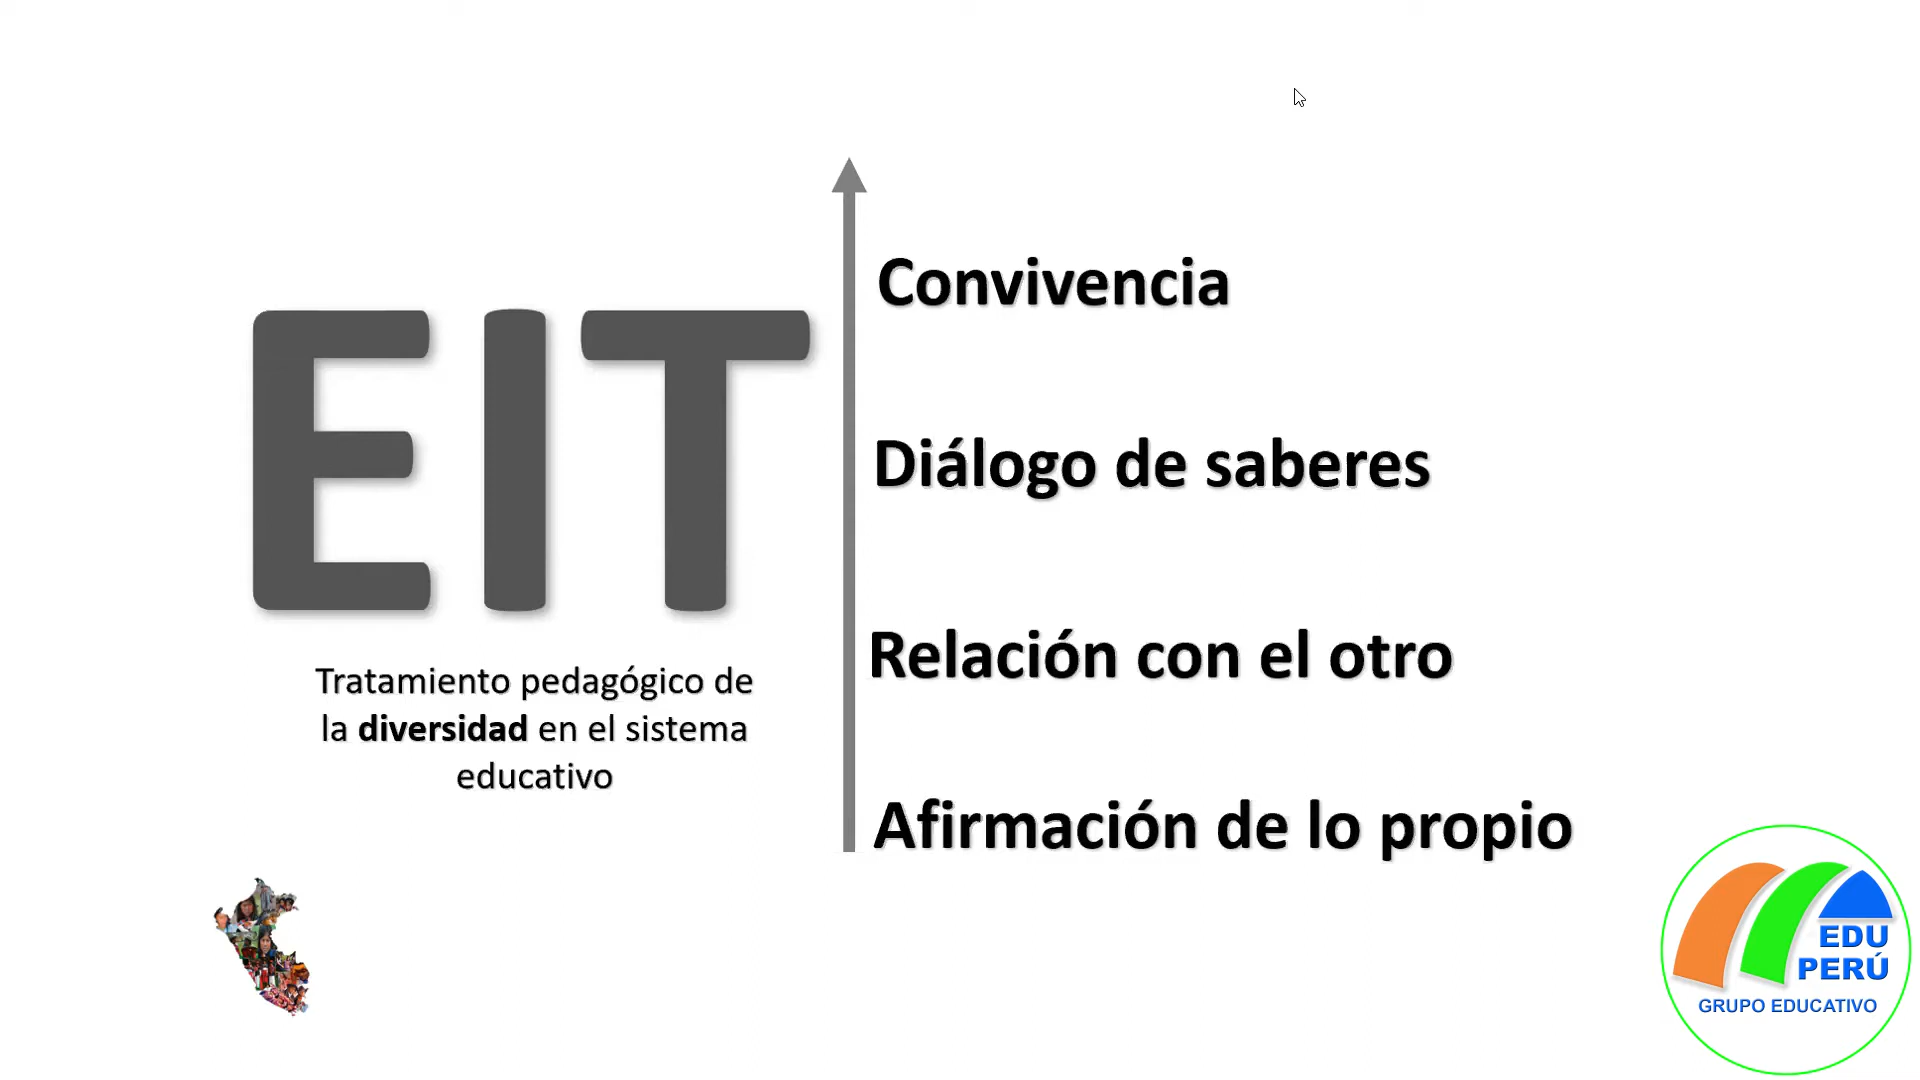 EIT
Tratamiento pedagógico de
la diversidad en el sistema
educativo
Convivencia
Diálogo de saberes
Relación con el otro
Afirmación de lo propio
EDU
PERÚ
GRUPO EDUCATIVO